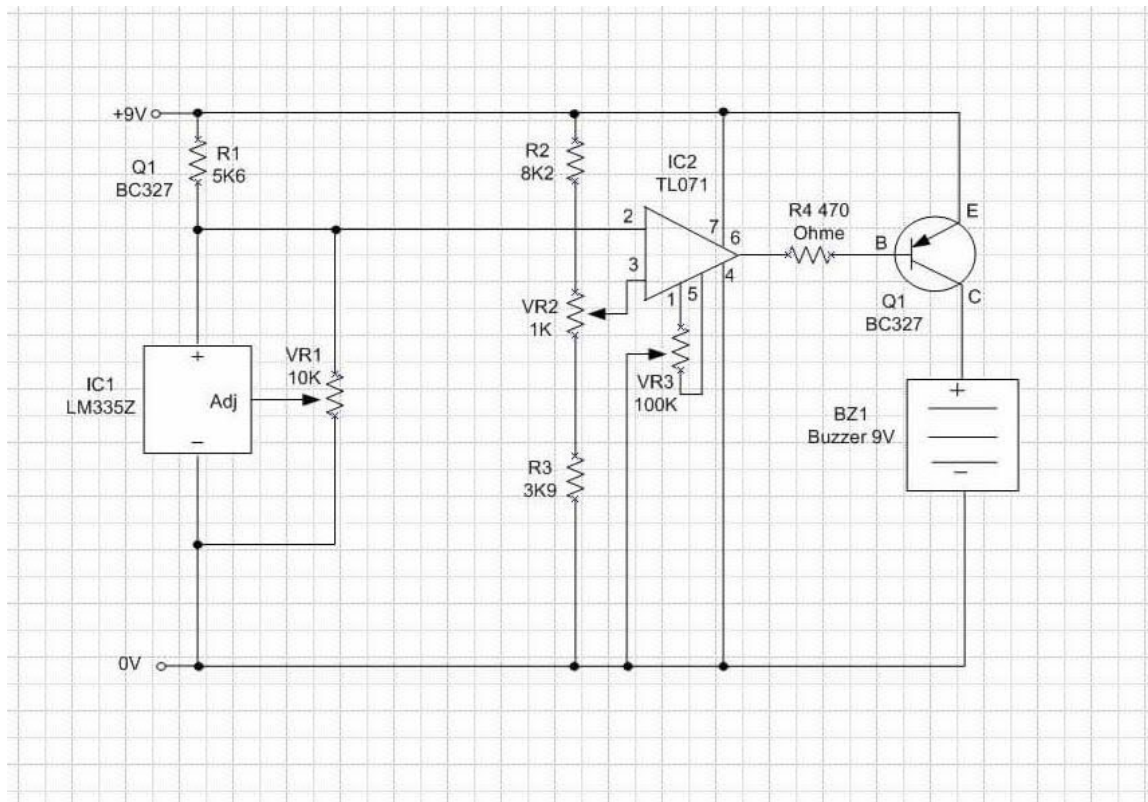 +9V
Q1
BC327
R1
5K6
R2
8K2
IC2
TL071
R4 470
Ohme
2
7
6
3
4
1
5
B
E
C
Q1
BC327
VR2
1K
VR3
100K
IC1
LM335Z
+
Adj
−
VR1
10K
BZ1
Buzzer 9V
+
−
R3
3K9
0V